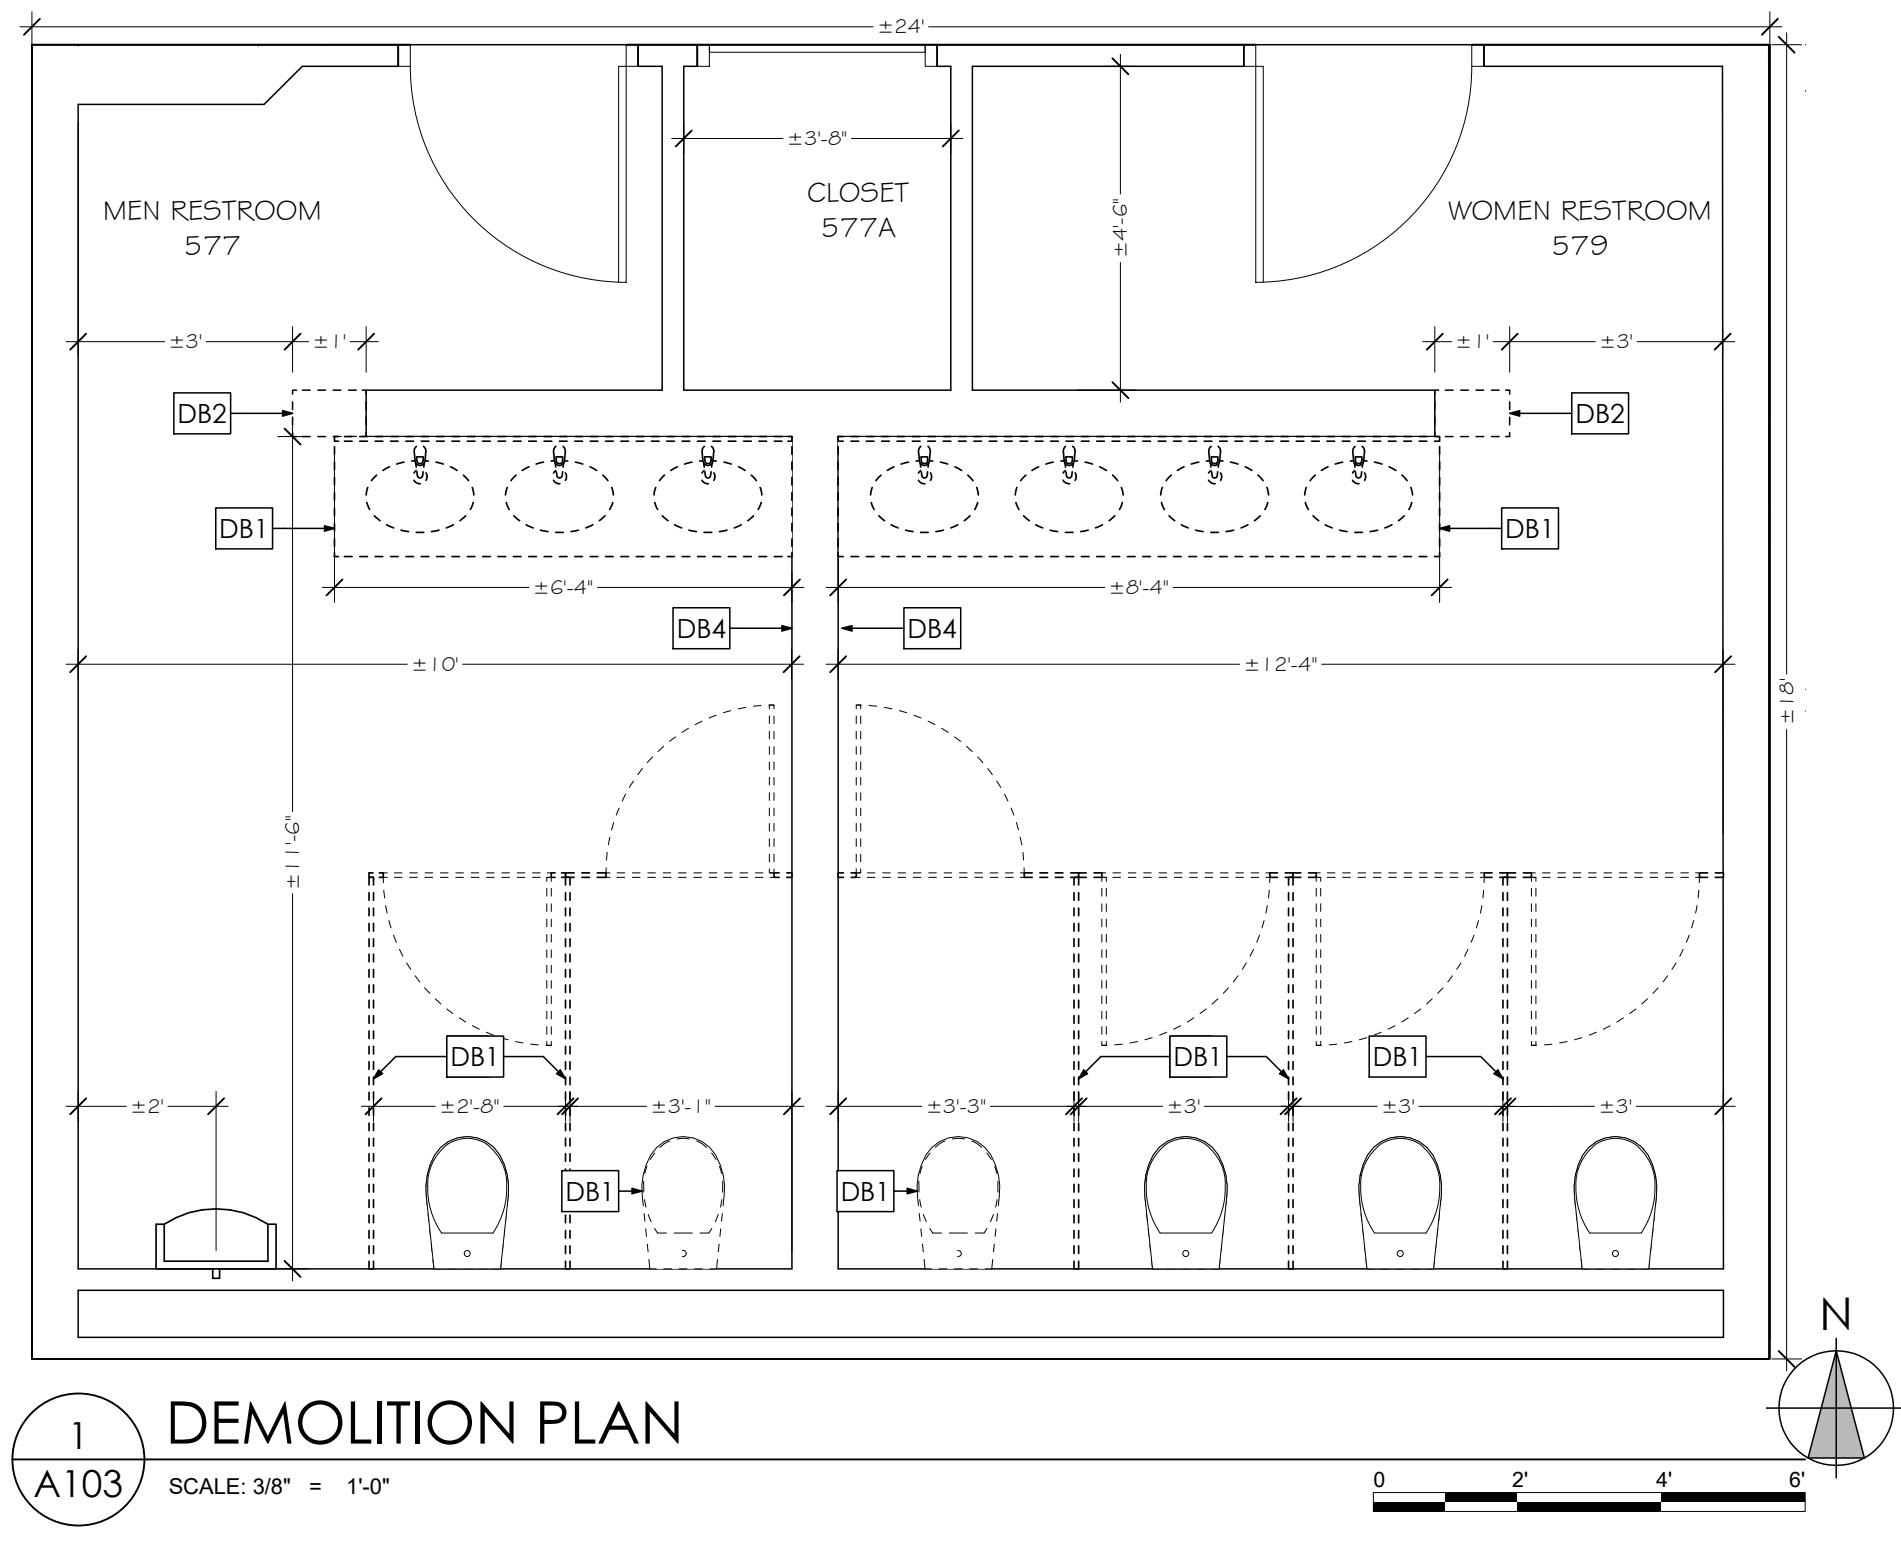 ±24'
±3'-8"
CLOSET
577A
MEN RESTROOM
577
±4'-6"
WOMEN RESTROOM
579
±3'
±1'
±1'
±3'
DB2
DB2
DB1
DB1
±6'-4"
±8'-4"
DB4
DB4
±10'
±12'-4"
±18'
±11'-6"
DB1
DB1
DB1
±2'
±2'-8"
±3'-1"
±3'-3"
±3'
±3'
±3'
DB1
DB1
N
1
A103
DEMOLITION PLAN
SCALE: 3/8" = 1'-0"
0 2' 4' 6'